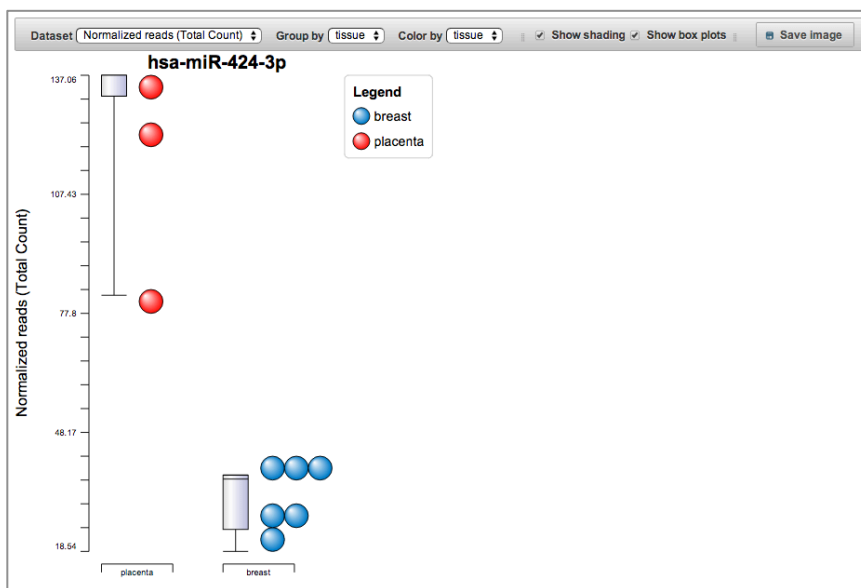 Dataset Normalized reads (Total Count) Group by tissue Color by tissue Show shading Show box plots Save image
hsa-miR-424-3p
Legend
breast
placenta
Normalized reads (Total Count)
137.06
107.43
77.8
48.17
18.54
placenta breast